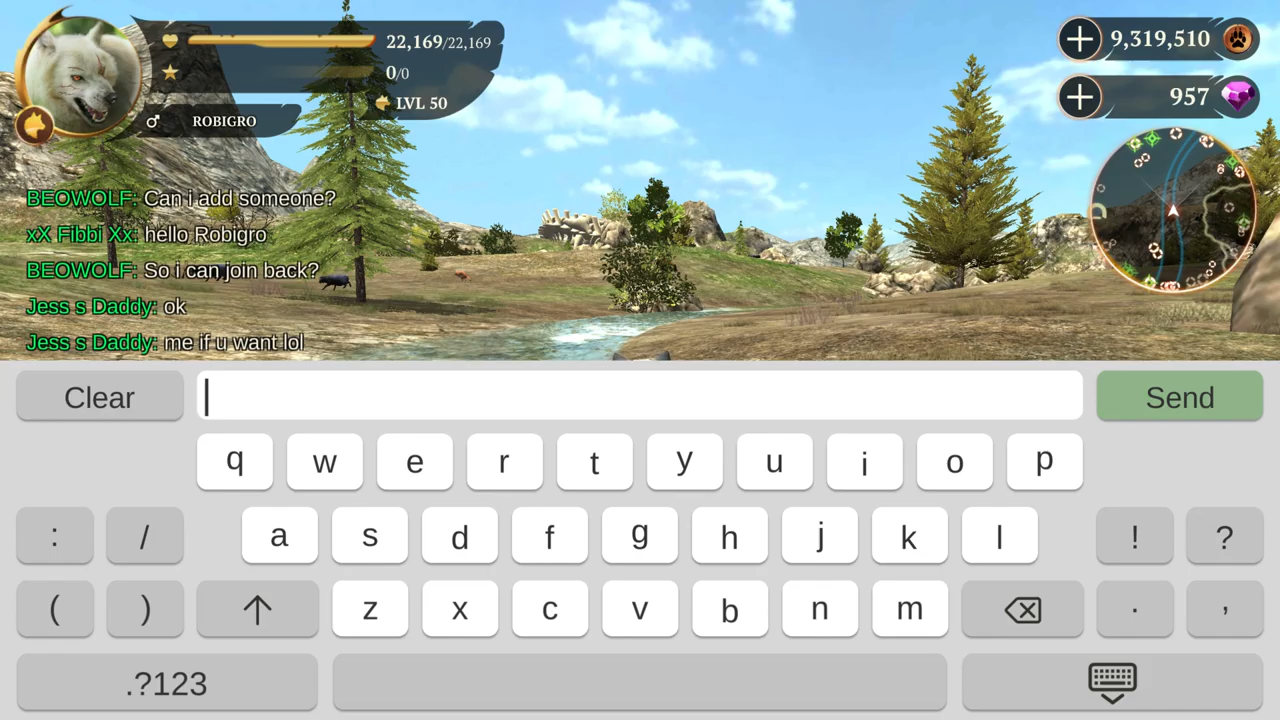 22,169/22,169
0/0
LVL 50
ROBIGRO
9,319,510
957
BEOWOLF: Can i add someone?
xX Fibbi Xx: hello Robigro
BEOWOLF: So i can join back?
Jess s Daddy: ok
Jess s Daddy: me if u want lol
Clear
Send
q w e r t y u i o p
: / a s d f g h j k l ! ?
( ) z x c v b n m . ,
.?123